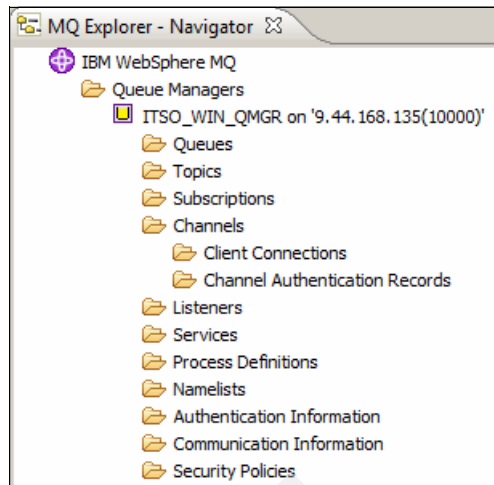 MQ Explorer - Navigator
IBM WebSphere MQ
Queue Managers
ITSO_WIN_QMGR on '9.44.168.135(10000)'
Queues
Topics
Subscriptions
Channels
Client Connections
Channel Authentication Records
Listeners
Services
Process Definitions
Namelists
Authentication Information
Communication Information
Security Policies